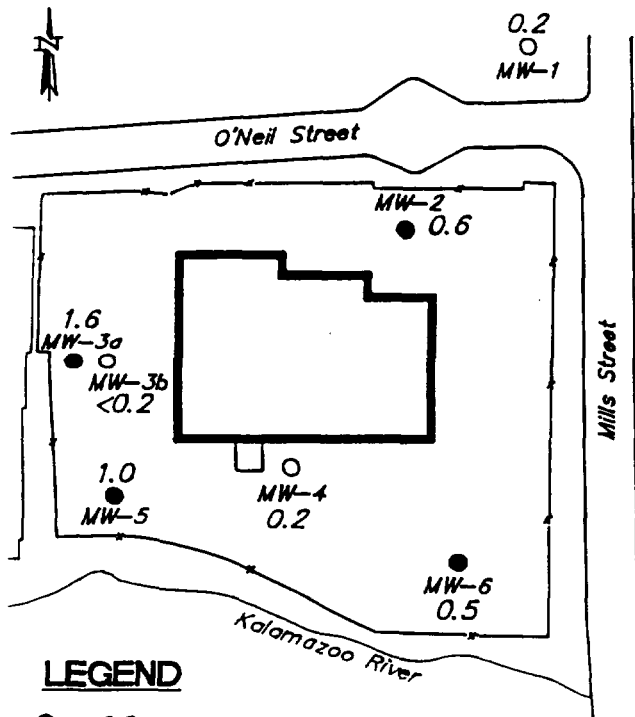 N
0.2
MW-1
O'Neil Street
MW-2
0.6
1.6
MW-3a
MW-3b
<0.2
Mills Street
1.0
MW-5
MW-4
0.2
MW-6
0.5
Kalamazoo River
LEGEND